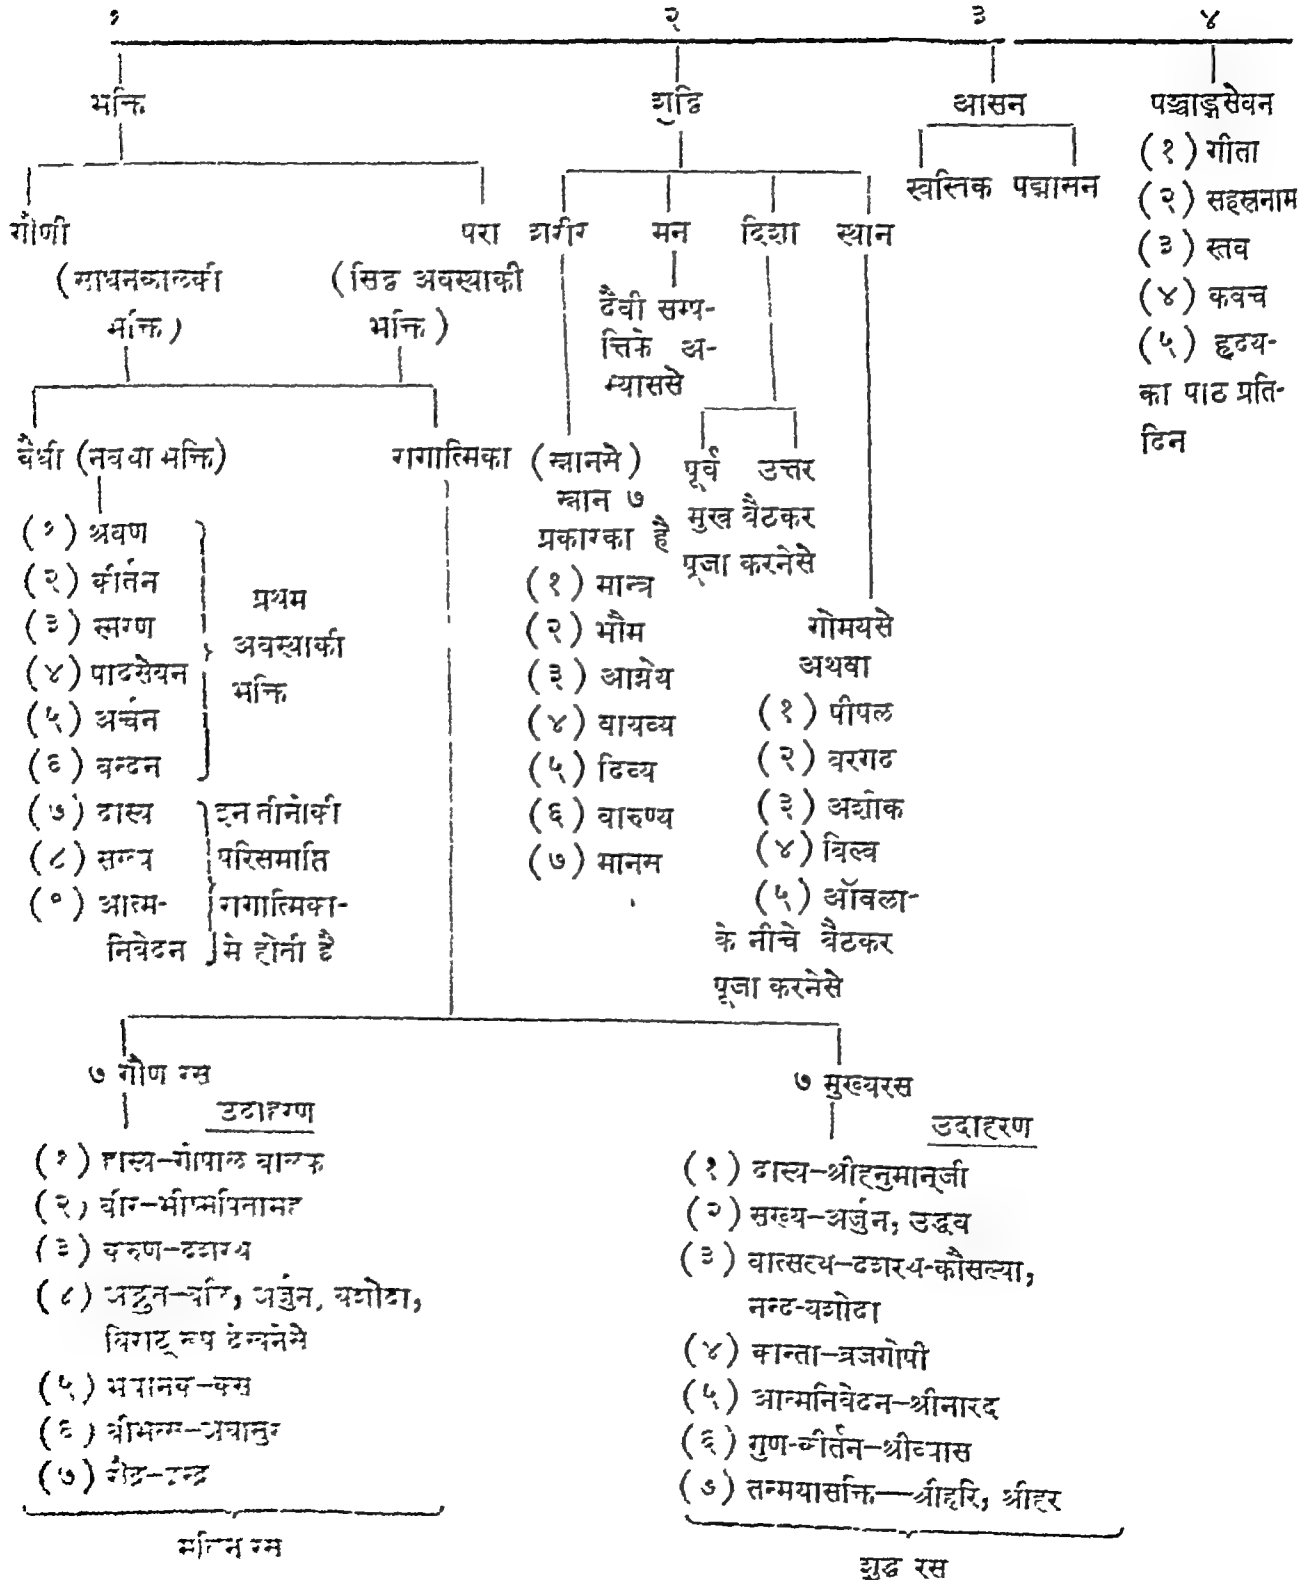 १ २ ३ ४
भक्ति शुद्धि आसन पञ्चाङ्गसेवन
(१) गीता
स्वस्तिक पद्मासन (२) सहस्रनाम
गौणी परा शरीर मन दिशा स्थान (३) स्तव
(साधनकालकी (सिद्ध अवस्थाकी दैवी सम्प- (४) कवच
भक्ति) भक्ति) त्तिके अ- (५) हृदय-
भ्याससे का पाठ प्रति-
दिन
वैधी (नवधा भक्ति) रागात्मिका (स्नानसे) पूर्व उत्तर
स्नान ७ मुख बैठकर
प्रकारका है पूजा करनेसे
(१) श्रवण
(२) कीर्तन
(३) स्मरण
(४) पादसेवन
(५) अर्चन
(६) वन्दन
प्रथम
अवस्थाकी
भक्ति
(७) दास्य
(८) सख्य
(९) आत्म-
निवेदन
इन तीनोंकी
परिसमाप्ति
रागात्मिका-
में होती है
(१) मान्त्र
(२) भौम
(३) आग्नेय
(४) वायव्य
(५) दिव्य
(६) वारुण्य
(७) मानस
गोमयसे
अथवा
(१) पीपल
(२) वरगद
(३) अशोक
(४) विल्व
(५) आँवला-
के नीचे बैठकर
पूजा करनेसे
७ गौण रस
उदाहरण
(१) हास्य–गोपाल बालक
(२) वीर–भीष्मपितामह
(३) करुण–दशरथ
(४) अद्भुत–बलि, अर्जुन, यशोदा,
विराट् रूप देखनेसे
(५) भयानक–कंस
(६) बीभत्स–अघासुर
(७) रौद्र–इन्द्र
मलिन रस
७ मुख्यरस
उदाहरण
(१) दास्य–श्रीहनुमान्‌जी
(२) सख्य–अर्जुन, उद्धव
(३) वात्सल्य–दशरथ-कौसल्या,
नन्द-यशोदा
(४) कान्ता–व्रजगोपी
(५) आत्मनिवेदन–श्रीनारद
(६) गुण-कीर्तन–श्रीव्यास
(७) तन्मयासक्ति—श्रीहरि, श्रीहर
शुद्ध रस